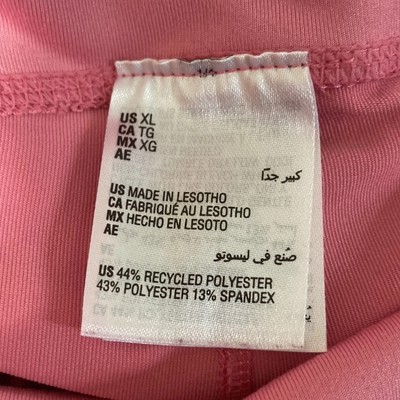 US XL
CA TG
MX XG
AE
كبير جدًا
US MADE IN LESOTHO
CA FABRIQUÉ AU LESOTHO
MX HECHO EN LESOTO
AE
صُنع في ليسوتو
US 44% RECYCLED POLYESTER
43% POLYESTER 13% SPANDEX